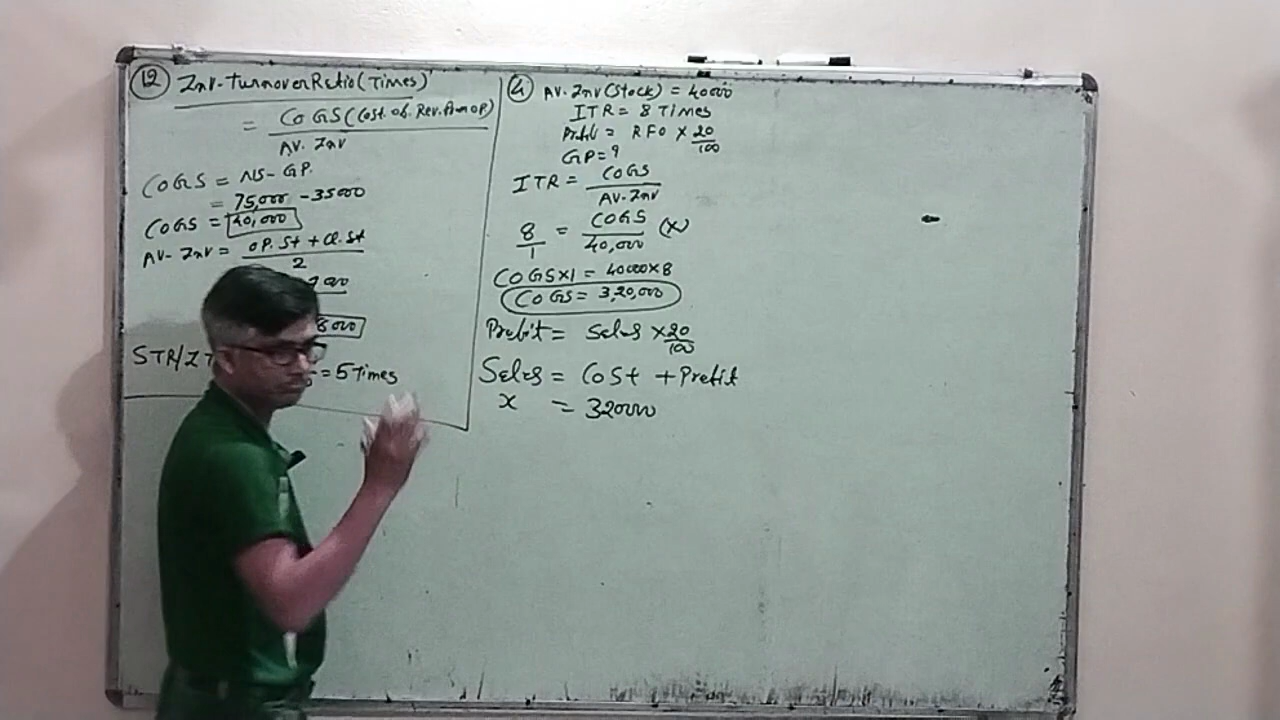 12 Inv. Turnover Ratio (Times)
= COGS (Cost. of. Rev. from OP)
AV. Inv
COGS = NS - GP.
= 75,000 - 35000
COGS = 40,000
AV- Inv = OP. St + Cl. St
2
000
8000
STR/IT
= 5 Times
4 AV. Inv (Stock) = 40000
ITR = 8 Times
Profit = RFO × 20
100
GP = ?
ITR = COGS
AV. Inv
8 = COGS (x)
1 40,000
COGS×1 = 40000×8
COGS = 3,20,000
Profit = Sales × 20
100
Sales = Cost + Profit
x = 320000